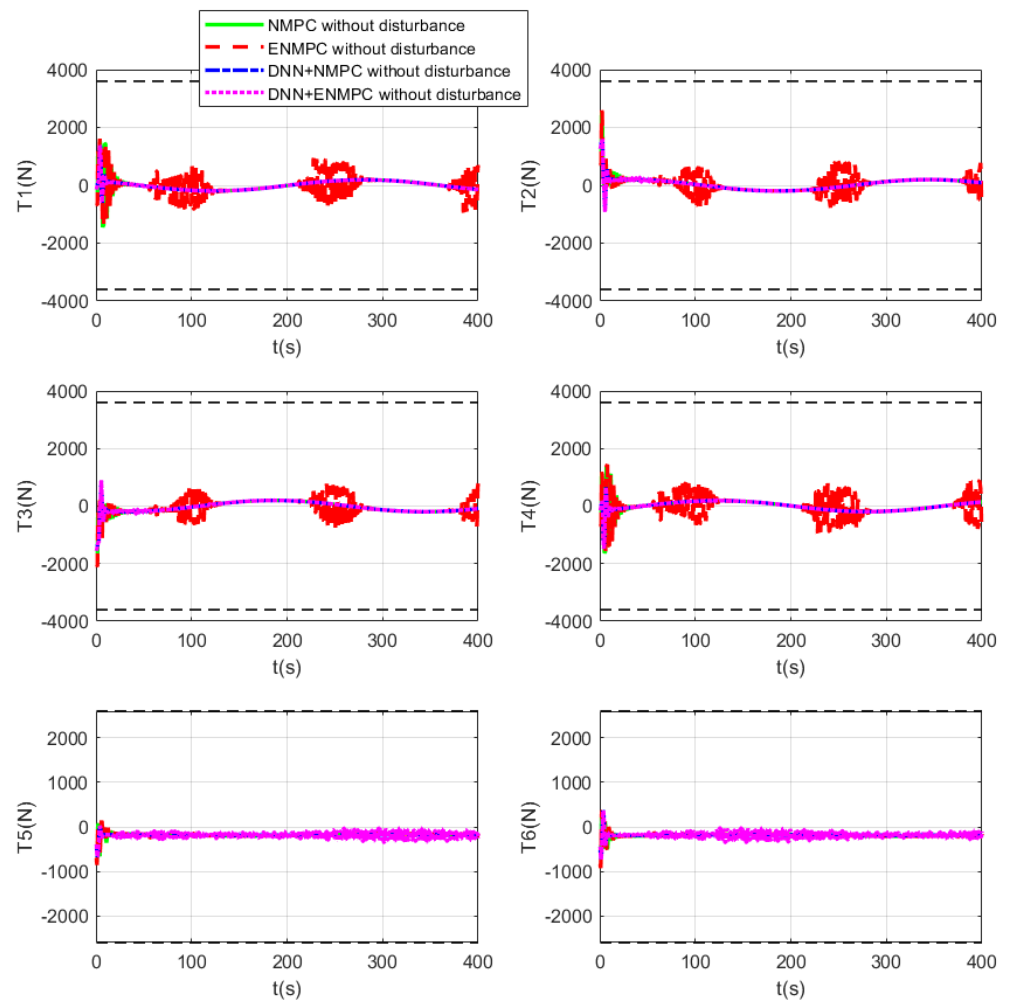 NMPC without disturbance
ENMPC without disturbance
DNN+NMPC without disturbance
DNN+ENMPC without disturbance
4000
2000
0
-2000
-4000
T1(N)
0 100 200 300 400
t(s)
4000
2000
0
-2000
-4000
T2(N)
0 100 200 300 400
t(s)
4000
2000
0
-2000
-4000
T3(N)
0 100 200 300 400
t(s)
4000
2000
0
-2000
-4000
T4(N)
0 100 200 300 400
t(s)
2000
1000
0
-1000
-2000
T5(N)
0 100 200 300 400
t(s)
2000
1000
0
-1000
-2000
T6(N)
0 100 200 300 400
t(s)